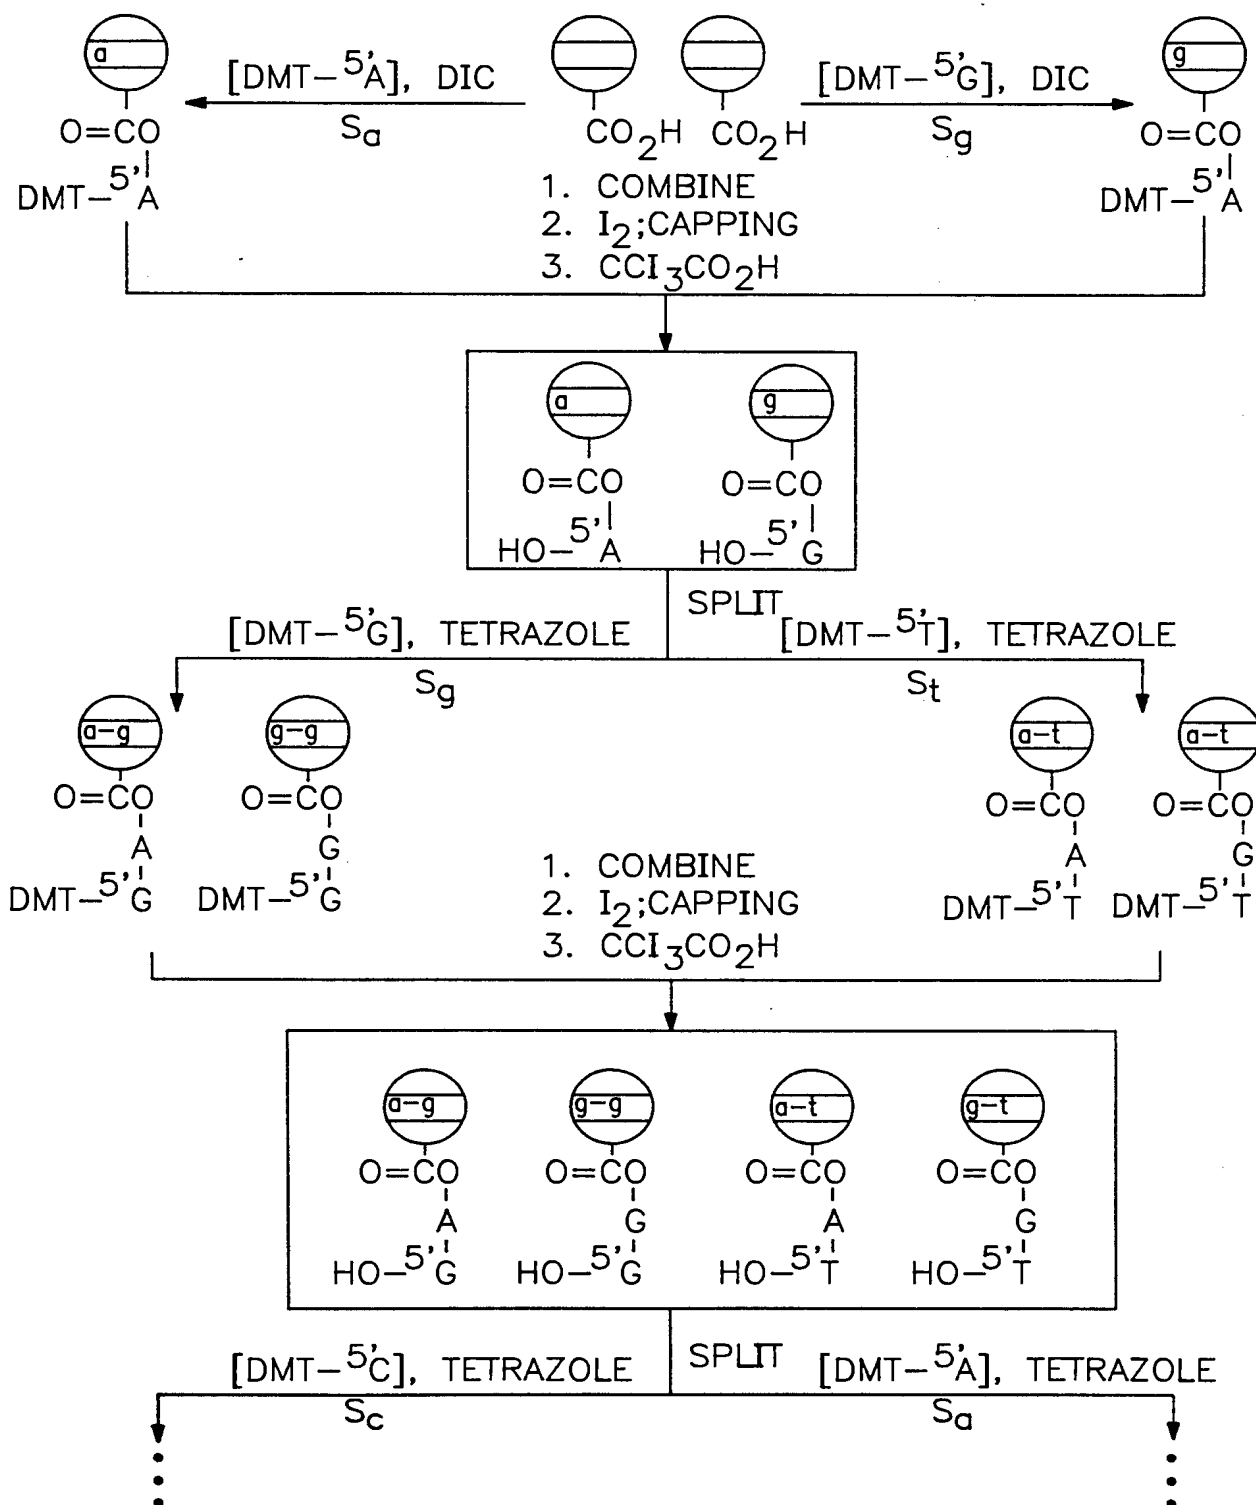 a
g
[DMT-5'A], DIC
[DMT-5'G], DIC
Sa
Sg
O=CO
CO2H
CO2H
O=CO
DMT-5'A
DMT-5'A
1. COMBINE
2. I2;CAPPING
3. CCl3CO2H
a
g
O=CO
O=CO
HO-5'A
HO-5'G
SPLIT
[DMT-5'G], TETRAZOLE
[DMT-5'T], TETRAZOLE
Sg
St
a-g
g-g
a-t
a-t
O=CO
O=CO
O=CO
O=CO
A
G
A
G
DMT-5'G
DMT-5'G
DMT-5'T
DMT-5'T
1. COMBINE
2. I2;CAPPING
3. CCl3CO2H
a-g
g-g
a-t
g-t
O=CO
O=CO
O=CO
O=CO
A
G
A
G
HO-5'G
HO-5'G
HO-5'T
HO-5'T
SPLIT
[DMT-5'C], TETRAZOLE
[DMT-5'A], TETRAZOLE
Sc
Sa